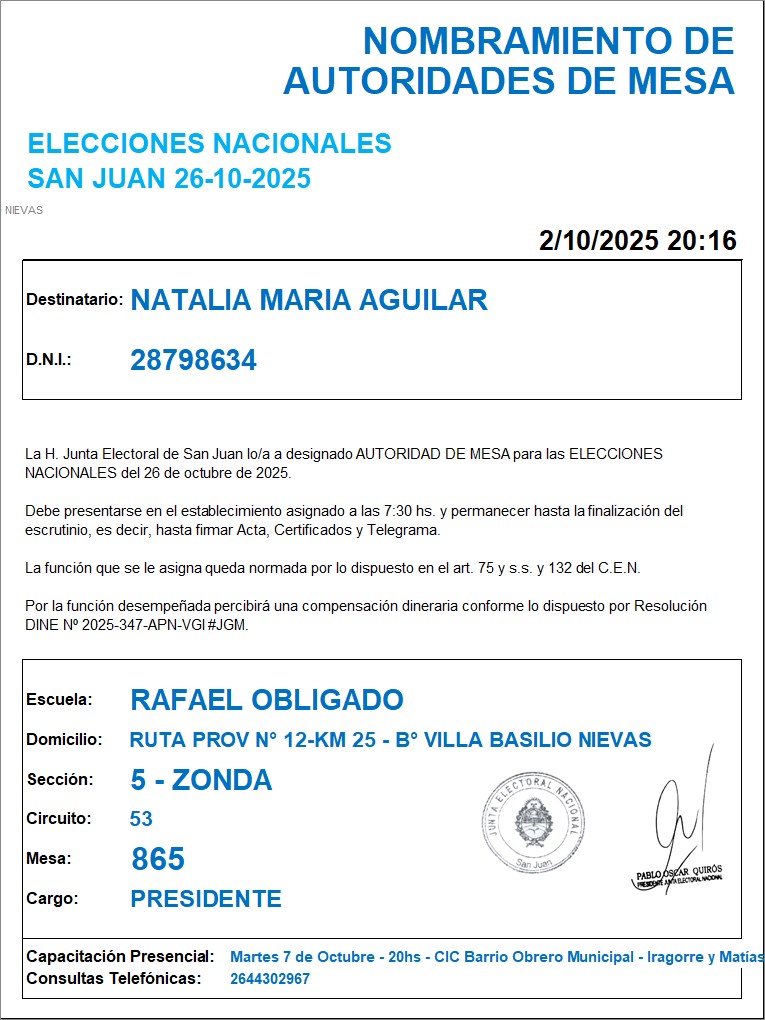 NOMBRAMIENTO DE
AUTORIDADES DE MESA
ELECCIONES NACIONALES
SAN JUAN 26-10-2025
NIEVAS
2/10/2025 20:16
Destinatario: NATALIA MARIA AGUILAR
D.N.I.: 28798634
La H. Junta Electoral de San Juan lo/a a designado AUTORIDAD DE MESA para las ELECCIONES
NACIONALES del 26 de octubre de 2025.
Debe presentarse en el establecimiento asignado a las 7:30 hs. y permanecer hasta la finalización del
escrutinio, es decir, hasta firmar Acta, Certificados y Telegrama.
La función que se le asigna queda normada por lo dispuesto en el art. 75 y s.s. y 132 del C.E.N.
Por la función desempeñada percibirá una compensación dineraria conforme lo dispuesto por Resolución
DINE Nº 2025-347-APN-VGI#JGM.
Escuela: RAFAEL OBLIGADO
Domicilio: RUTA PROV N° 12-KM 25 - B° VILLA BASILIO NIEVAS
Sección: 5 - ZONDA
Circuito: 53
Mesa: 865
Cargo: PRESIDENTE
JUNTA ELECTORAL NACIONAL
San Juan
PABLO OSCAR QUIRÓS
PRESIDENTE JUNTA ELECTORAL NACIONAL
Capacitación Presencial: Martes 7 de Octubre - 20hs - CIC Barrio Obrero Municipal - Iragorre y Matías
Consultas Telefónicas: 2644302967